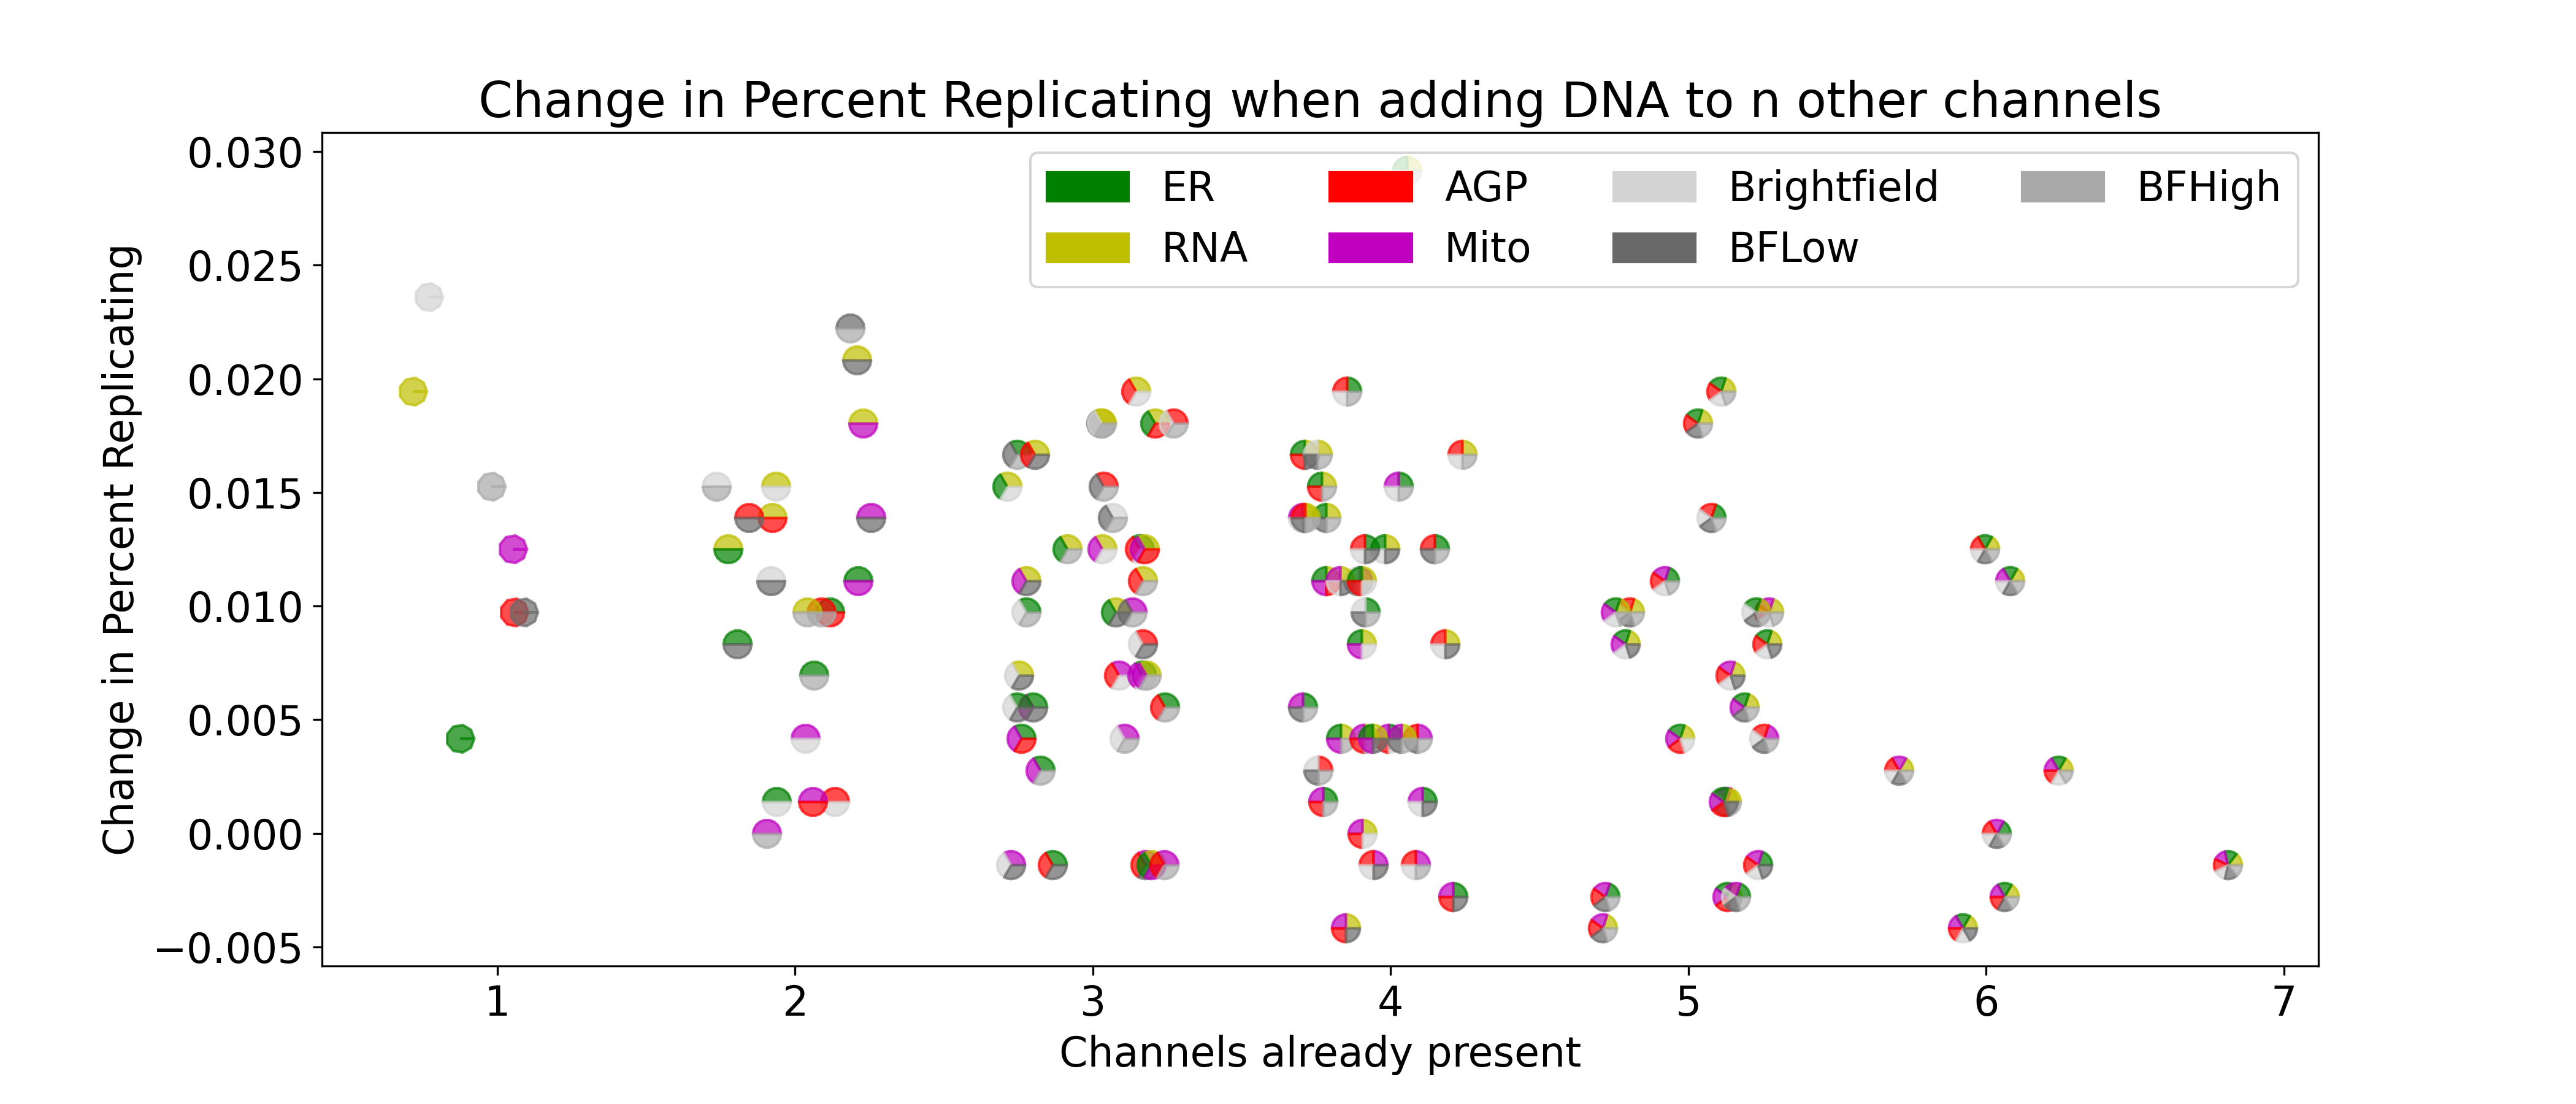 Change in Percent Replicating when adding DNA to n other channels
0.030
0.025
0.020
0.015
0.010
0.005
0.000
−0.005
Change in Percent Replicating
ER
RNA
AGP
Mito
Brightfield
BFLow
BFHigh
1 2 3 4 5 6 7
Channels already present